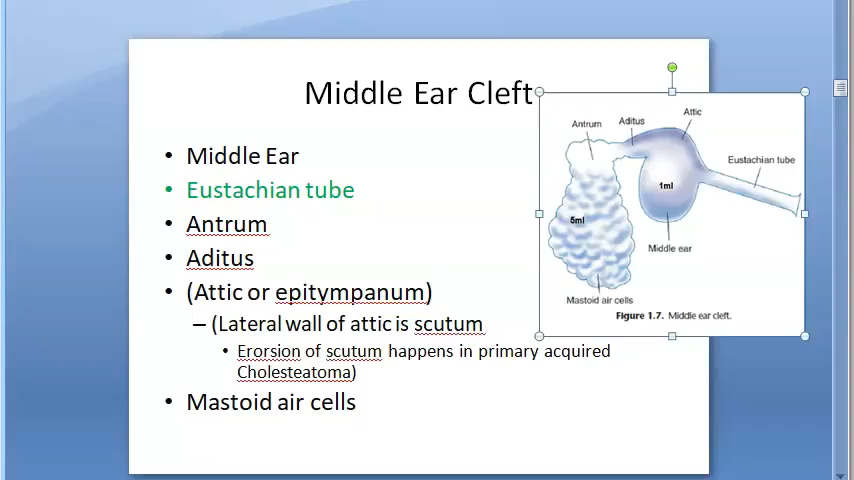 Middle Ear Cleft
• Middle Ear
• Eustachian tube
• Antrum
• Aditus
• (Attic or epitympanum)
– (Lateral wall of attic is scutum
• Erorsion of scutum happens in primary acquired
Cholesteatoma)
• Mastoid air cells
Attic
Aditus
Antrum
Eustachian tube
1ml
5ml
Middle ear
Mastoid air cells
Figure 1.7. Middle ear cleft.